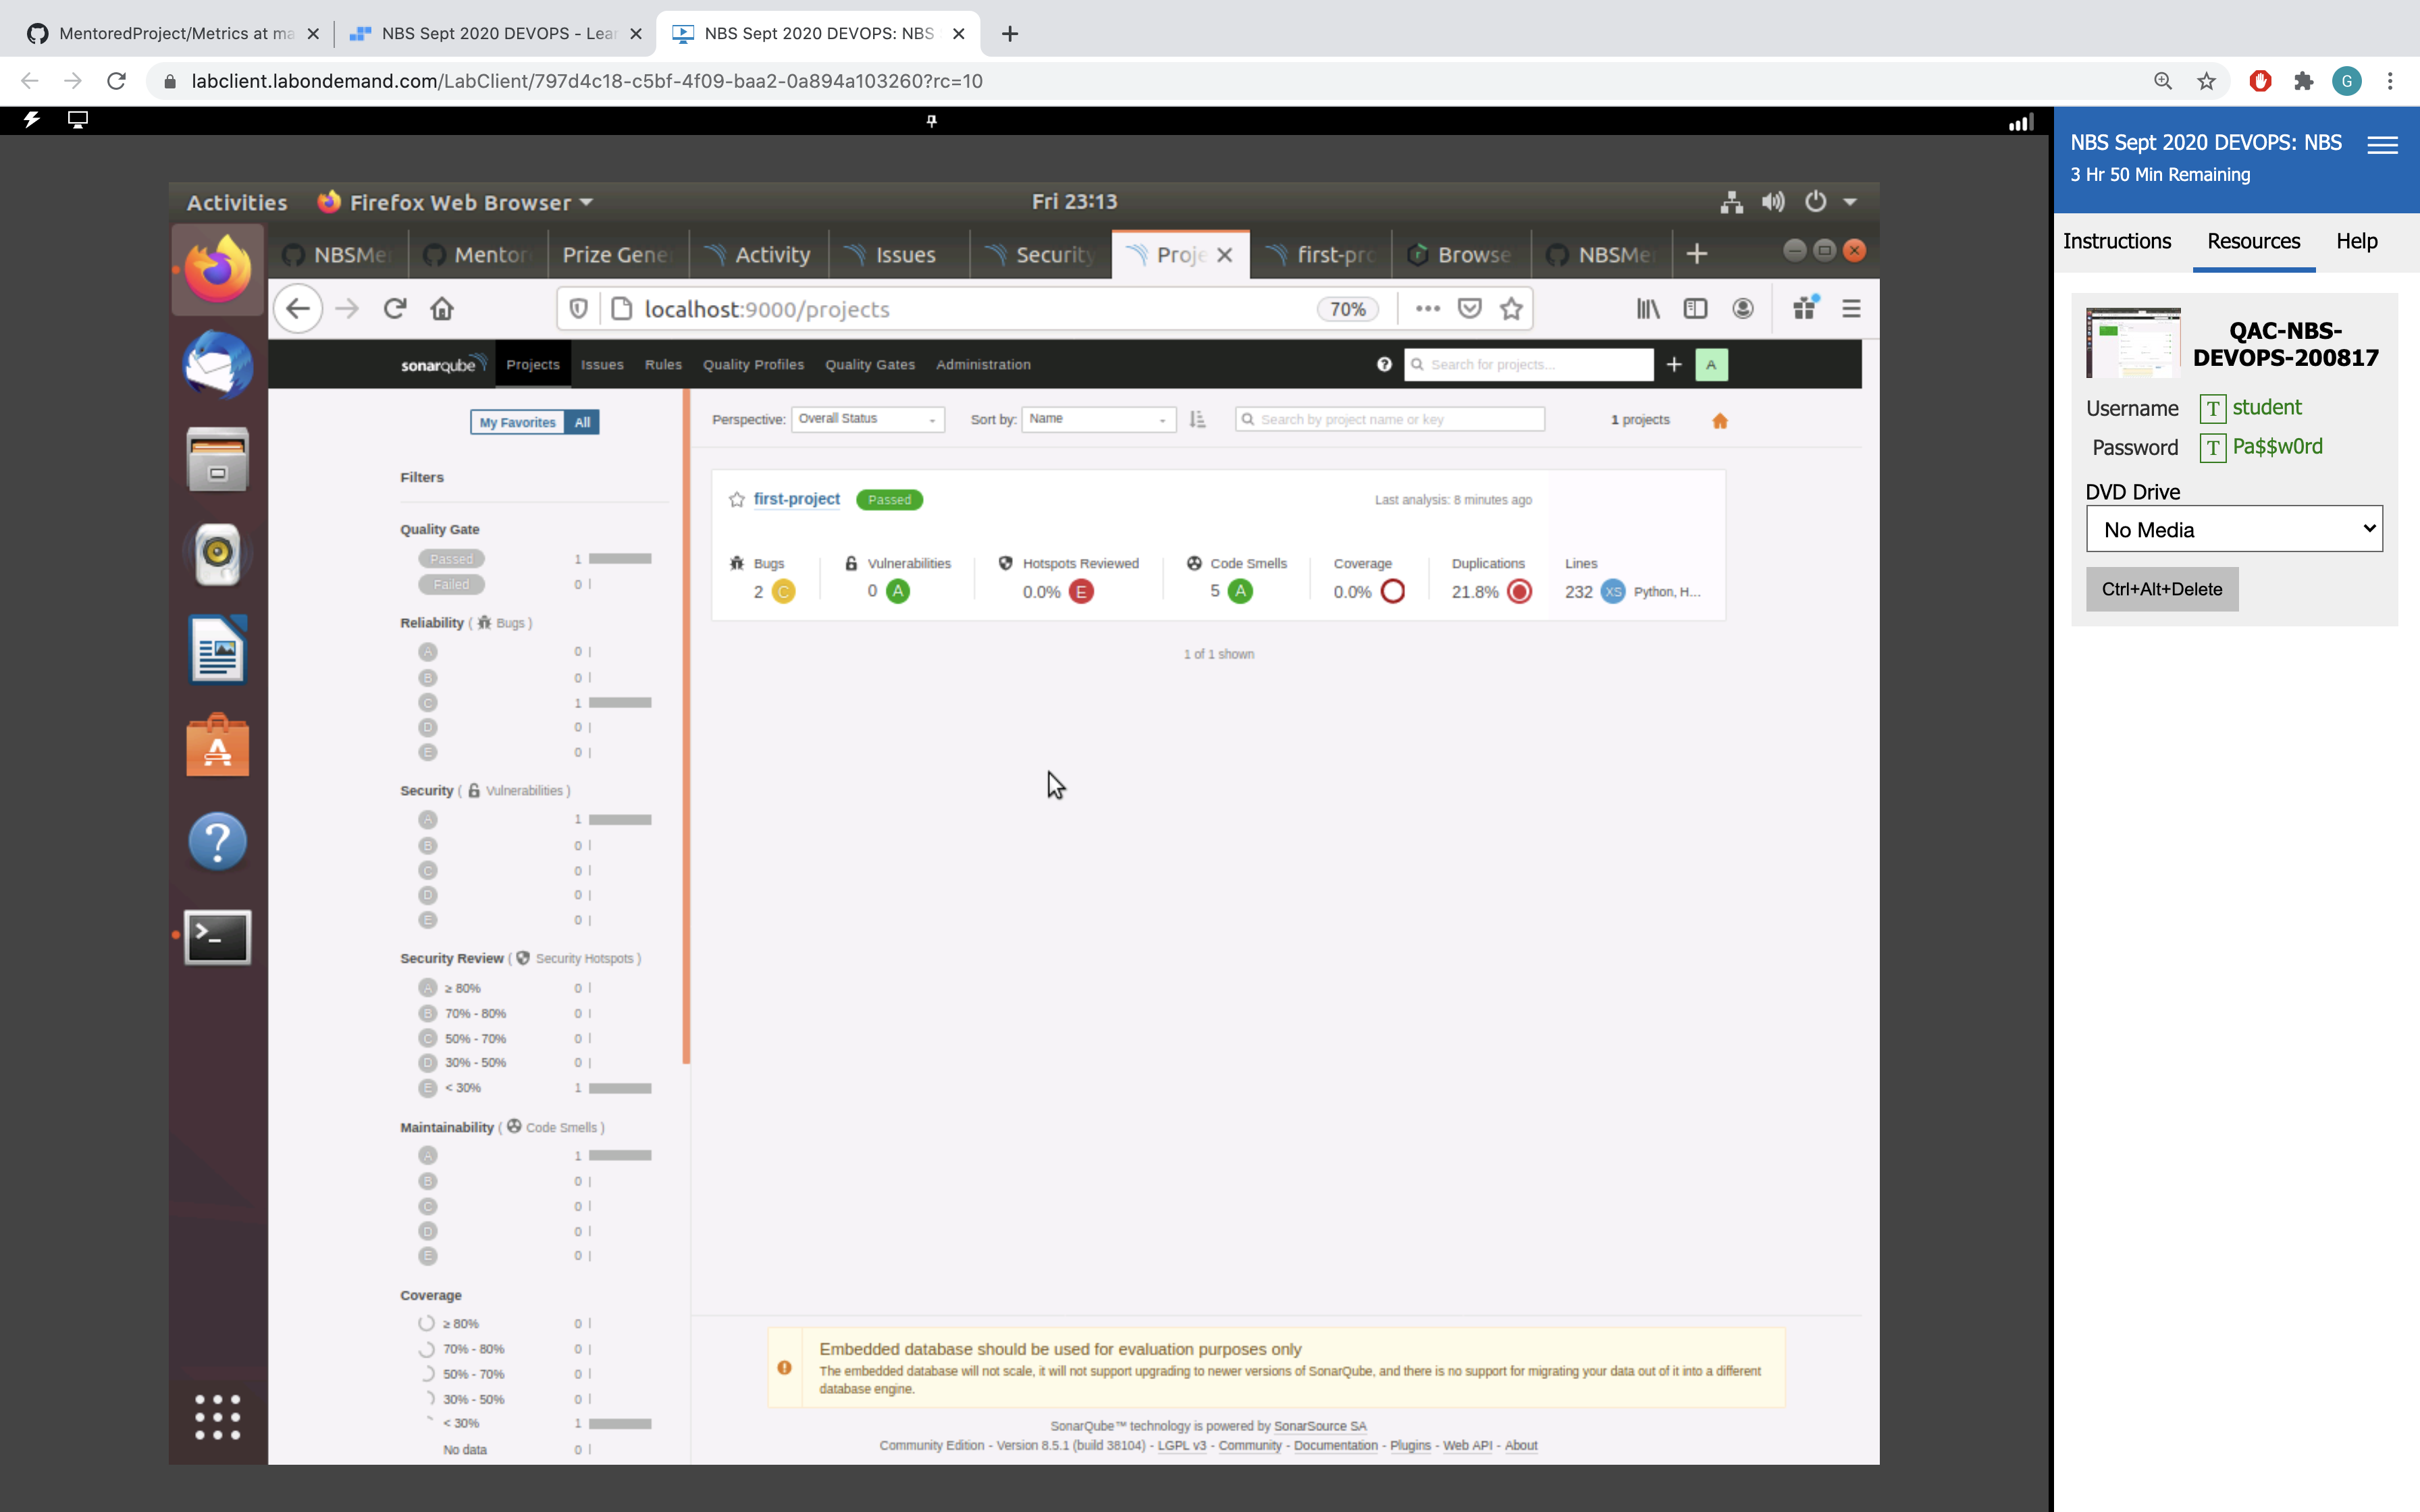 MentoredProject/Metrics at ma
NBS Sept 2020 DEVOPS - Lear
NBS Sept 2020 DEVOPS: NBS
labclient.labondemand.com/LabClient/797d4c18-c5bf-4f09-baa2-0a894a103260?rc=10
G
NBS Sept 2020 DEVOPS: NBS
3 Hr 50 Min Remaining
Instructions Resources Help
QAC-NBS-
DEVOPS-200817
Username T student
Password T Pa$$w0rd
DVD Drive
No Media
Ctrl+Alt+Delete
Activities Firefox Web Browser Fri 23:13
NBSMe Mentor Prize Gene Activity Issues Security Proje first-pro Browse NBSMe
localhost:9000/projects 70%
sonarqube Projects Issues Rules Quality Profiles Quality Gates Administration Search for projects... A
My Favorites All
Perspective: Overall Status Sort by: Name Search by project name or key 1 projects
Filters
Quality Gate
Passed 1
Failed 0
Reliability ( Bugs )
A 0
B 0
C 1
D 0
E 0
Security ( Vulnerabilities )
A 1
B 0
C 0
D 0
E 0
Security Review ( Security Hotspots )
A ≥ 80% 0
B 70% - 80% 0
C 50% - 70% 0
D 30% - 50% 0
E < 30% 1
Maintainability ( Code Smells )
A 1
B 0
C 0
D 0
E 0
Coverage
≥ 80% 0
70% - 80% 0
50% - 70% 0
30% - 50% 0
< 30% 1
No data 0
first-project Passed Last analysis: 8 minutes ago
Bugs Vulnerabilities Hotspots Reviewed Code Smells Coverage Duplications Lines
2 C 0 A 0.0% E 5 A 0.0% 21.8% 232 XS Python, H...
1 of 1 shown
Embedded database should be used for evaluation purposes only
The embedded database will not scale, it will not support upgrading to newer versions of SonarQube, and there is no support for migrating your data out of it into a different
database engine.
SonarQube™ technology is powered by SonarSource SA
Community Edition - Version 8.5.1 (build 38104) - LGPL v3 - Community - Documentation - Plugins - Web API - About